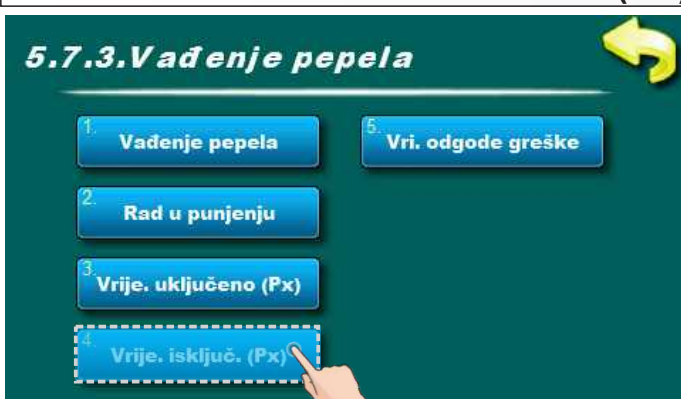 5.7.3.Vađenje pepela
1. Vađenje pepela
2. Rad u punjenju
3. Vrije. uključeno (Px)
4. Vrije. isključ. (Px)
5. Vri. odgode greške